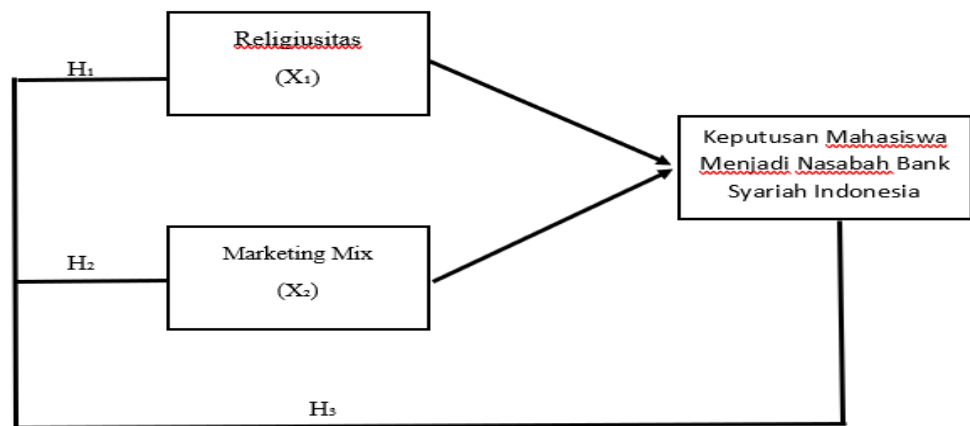 Religiusitas
(X₁)
H₁
Keputusan Mahasiswa
Menjadi Nasabah Bank
Syariah Indonesia
Marketing Mix
(X₂)
H₂
H₃